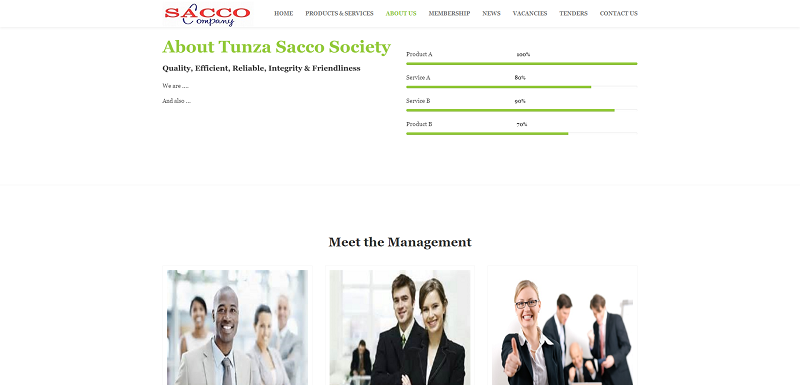 SACCO
Company
HOME PRODUCTS & SERVICES ABOUT US MEMBERSHIP NEWS VACANCIES TENDERS CONTACT US
About Tunza Sacco Society
Quality, Efficient, Reliable, Integrity & Friendliness
We are ....
And also ...
Product A 100%
Service A 80%
Service B 90%
Product B 70%
Meet the Management